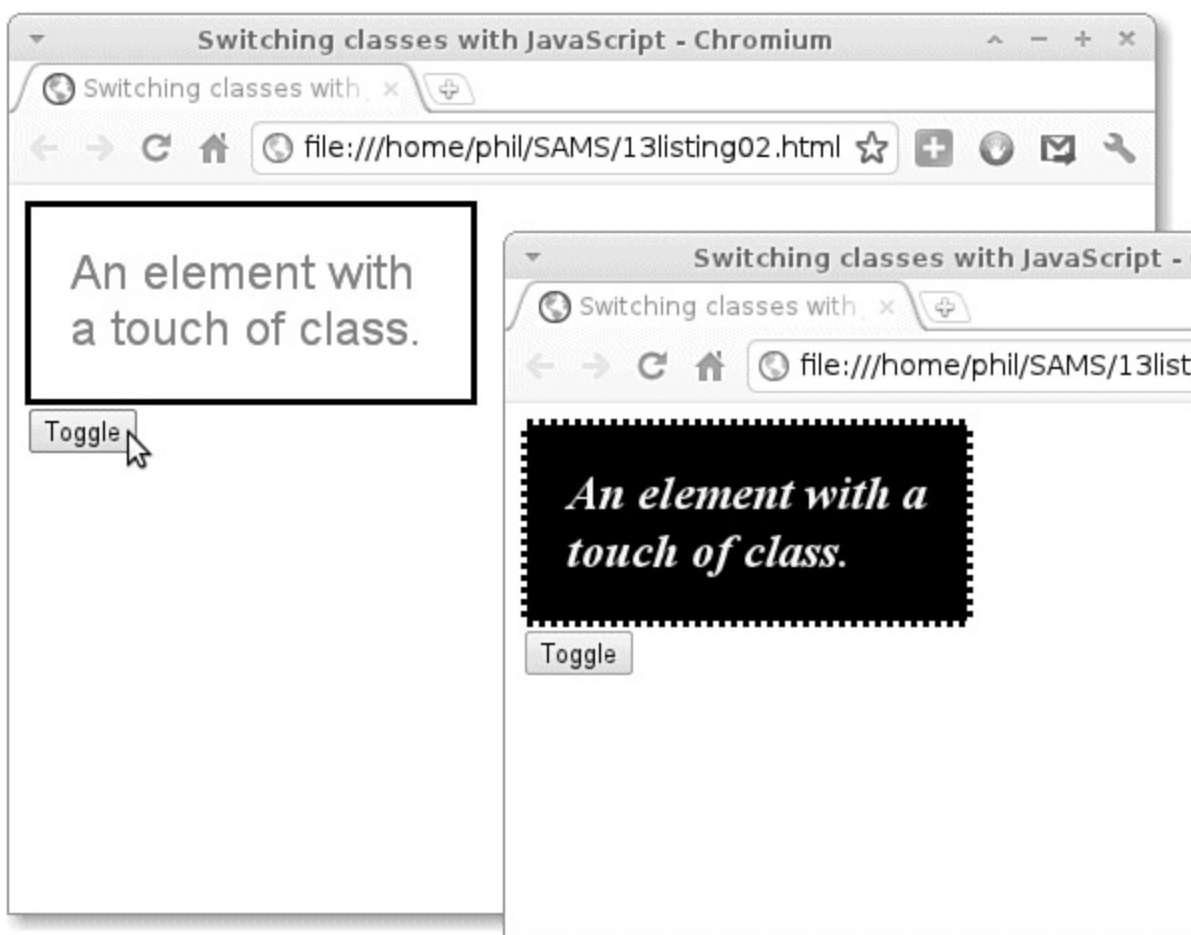 Switching classes with JavaScript - Chromium
Switching classes with
file:///home/phil/SAMS/13listing02.html
An element with
a touch of class.
Toggle
Switching classes with JavaScript -
Switching classes with
file:///home/phil/SAMS/13list
An element with a
touch of class.
Toggle